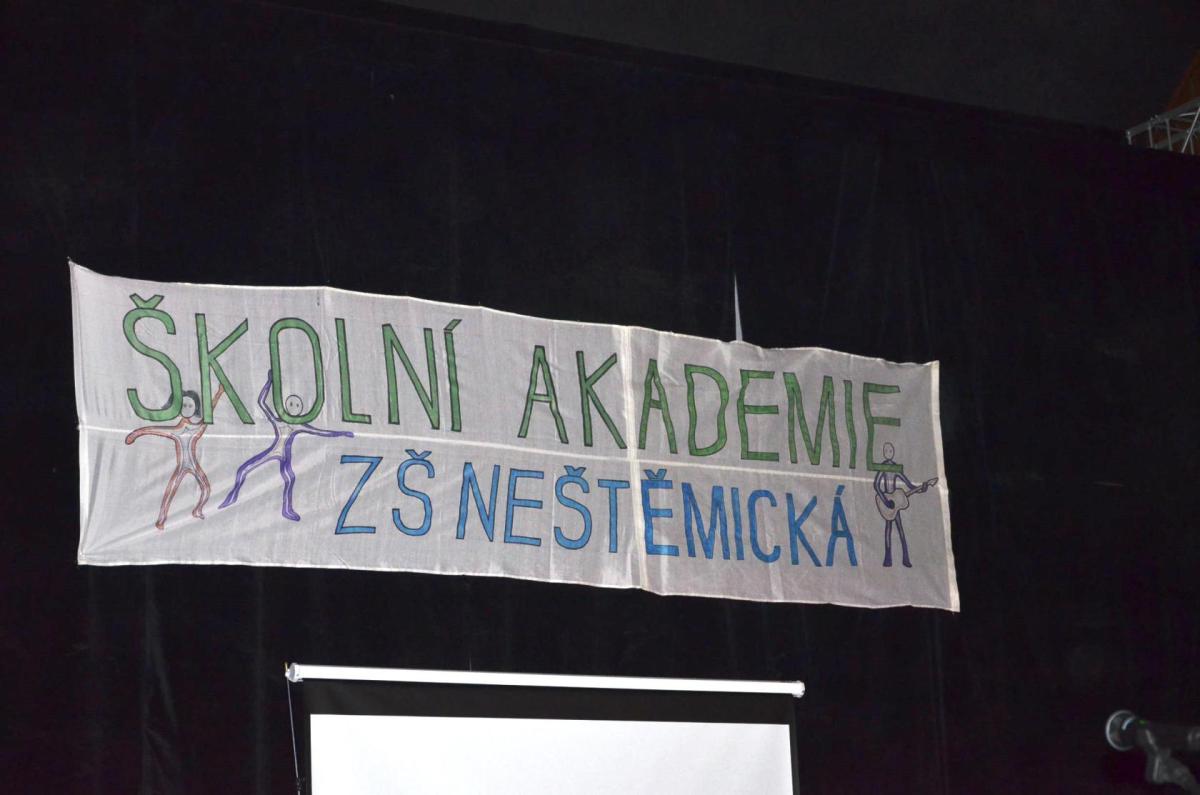 ŠKOLNÍ AKADEMIE
ZŠ NEŠTĚMICKÁ